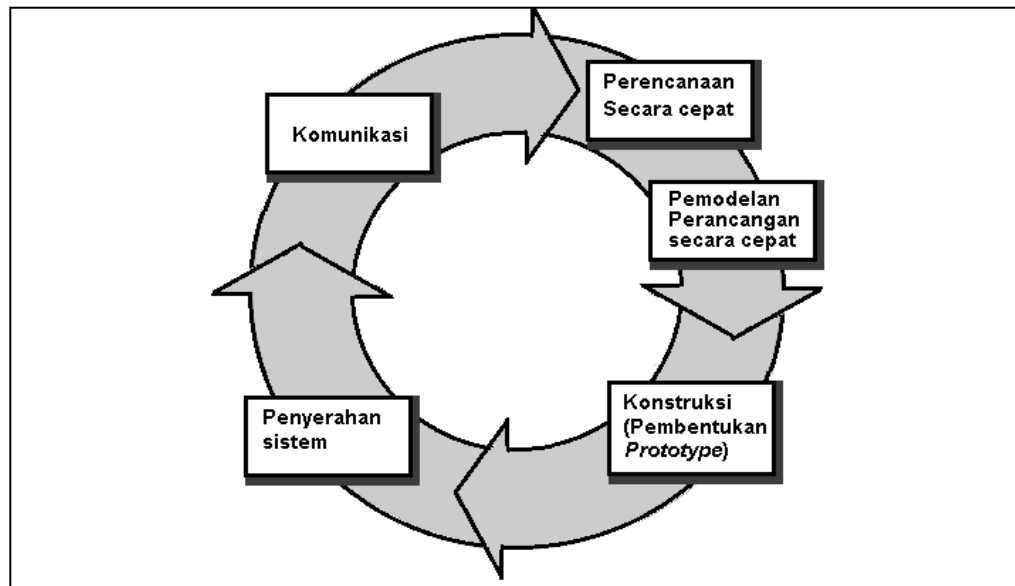 Komunikasi
Perencanaan
Secara cepat
Pemodelan
Perancangan
secara cepat
Konstruksi
(Pembentukan
Prototype)
Penyerahan
sistem